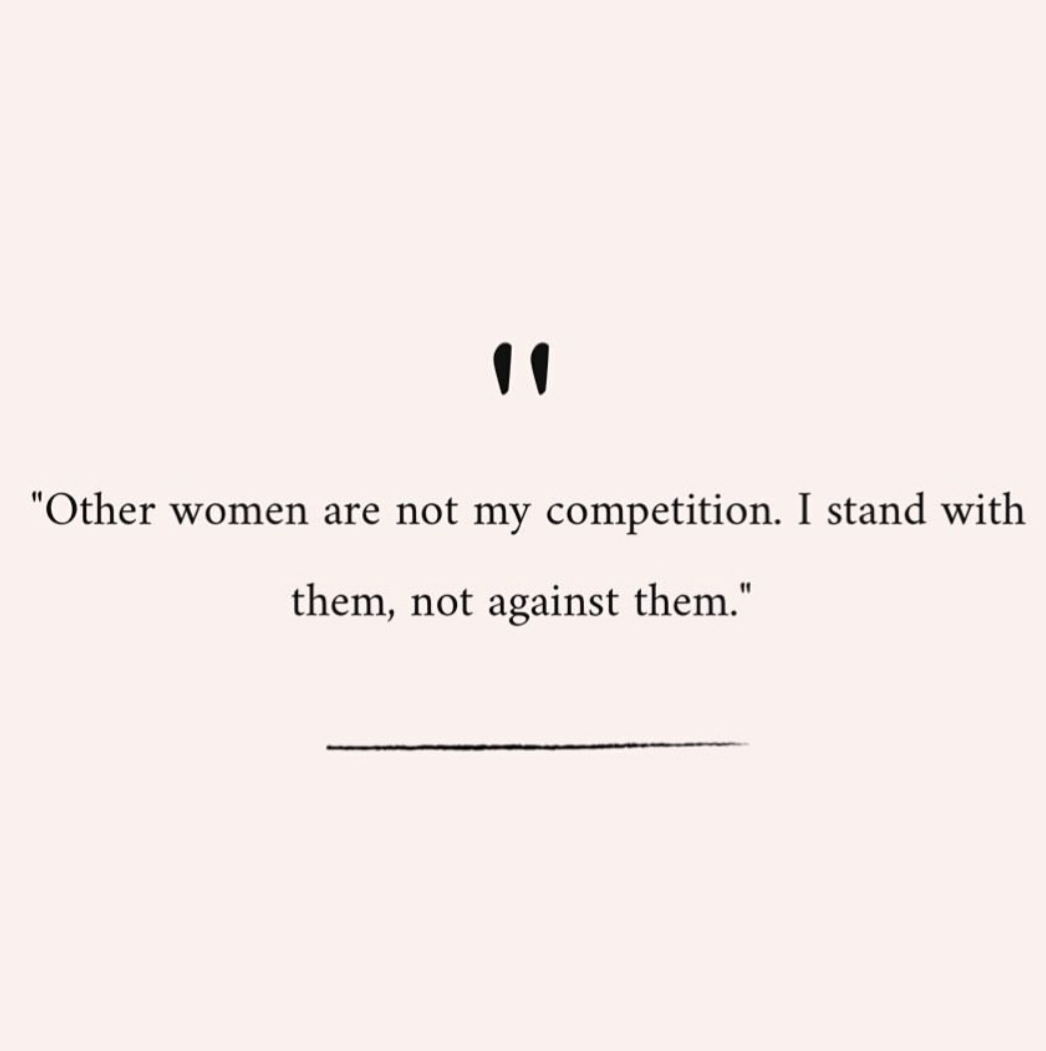 "
"Other women are not my competition. I stand with
them, not against them."